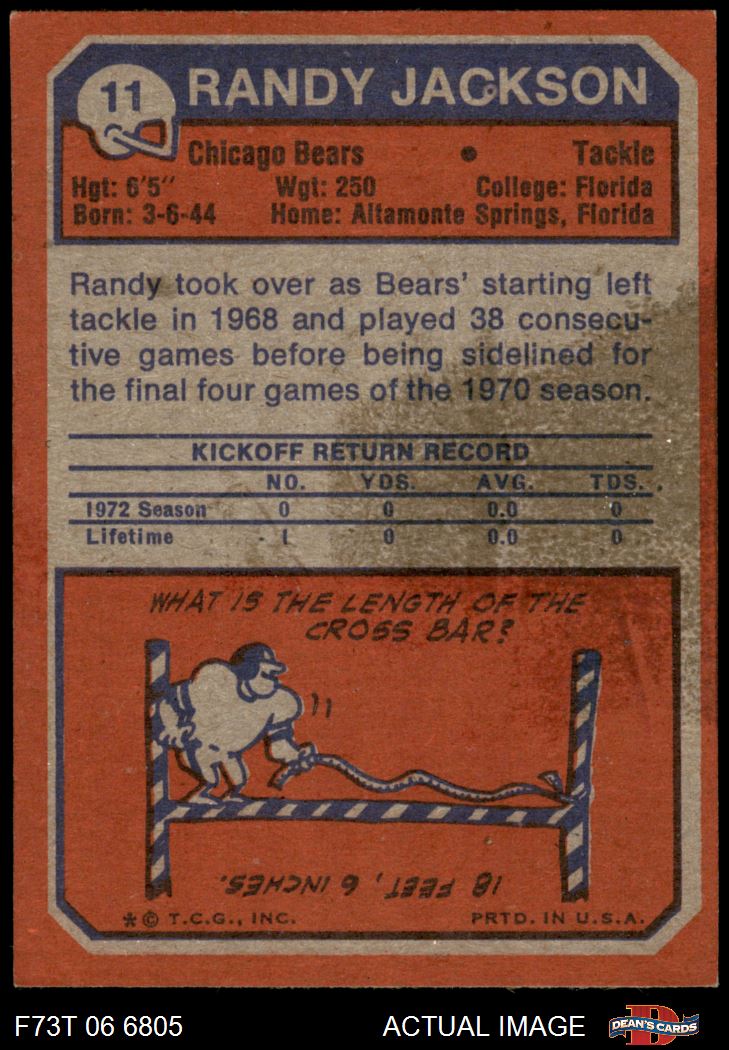 11 RANDY JACKSON
Chicago Bears • Tackle
Hgt: 6'5" Wgt: 250 College: Florida
Born: 3-6-44 Home: Altamonte Springs, Florida
Randy took over as Bears' starting left
tackle in 1968 and played 38 consecu-
tive games before being sidelined for
the final four games of the 1970 season.
KICKOFF RETURN RECORD
NO. YDS. AVG. TDS.
1972 Season 0 0 0.0 0
Lifetime 1 0 0.0 0
WHAT IS THE LENGTH OF THE
CROSS BAR?
18 FEET, 6 INCHES.
* © T.C.G., INC. PRTD. IN U.S.A.
F73T 06 6805 ACTUAL IMAGE DEAN'S CARDS